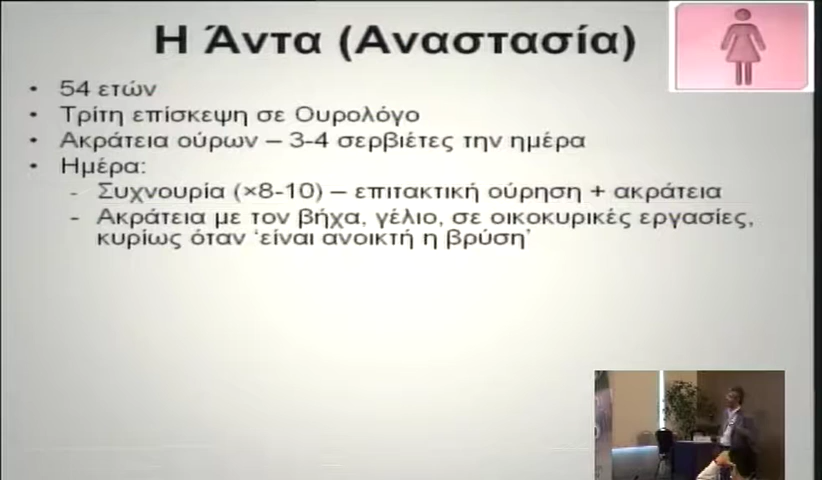 Η Άντα (Αναστασία)
• 54 ετών
• Τρίτη επίσκεψη σε Ουρολόγο
• Ακράτεια ούρων – 3-4 σερβιέτες την ημέρα
• Ημέρα:
- Συχνουρία (×8-10) – επιτακτική ούρηση + ακράτεια
- Ακράτεια με τον βήχα, γέλιο, σε οικοκυρικές εργασίες,
κυρίως όταν ‘είναι ανοικτή η βρύση’